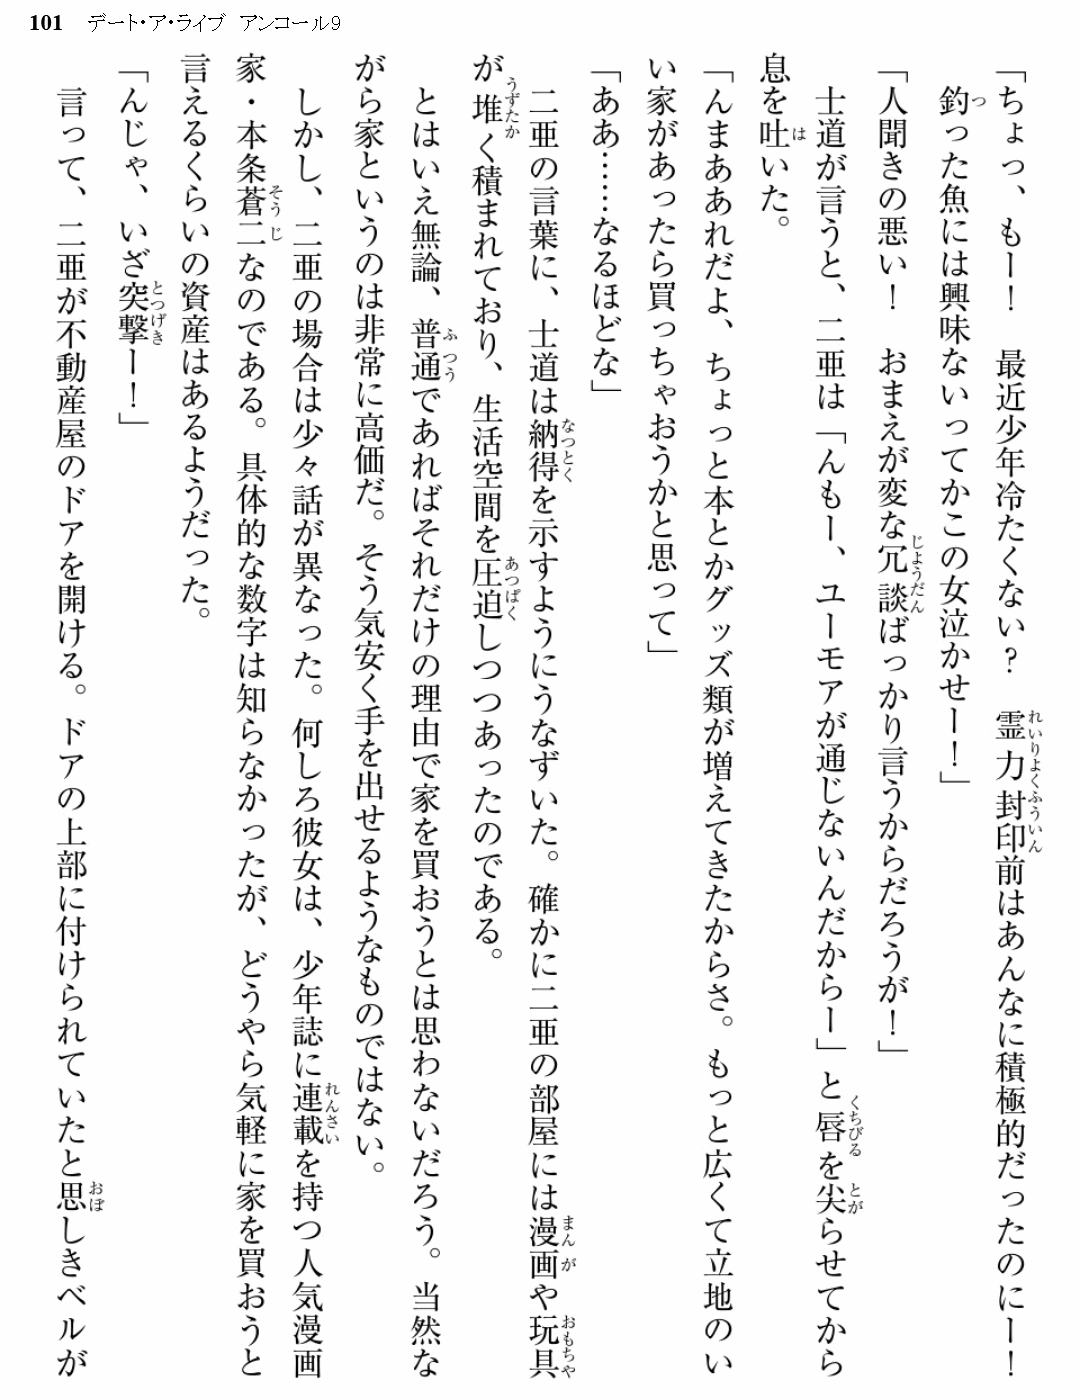 101 デート・ア・ライブ アンコール9
「ちょっ、もー！　最近少年冷たくない？　霊力封印前はあんなに積極的だったのにー！
釣った魚には興味ないってかこの女泣かせー！」
「人聞きの悪い！　おまえが変な冗談ばっかり言うからだろうが！」
士道が言うと、二亜は「んもー、ユーモアが通じないんだからー」と唇を尖らせてから
息を吐いた。
「んまああれだよ、ちょっと本とかグッズ類が増えてきたからさ。もっと広くて立地のい
い家があったら買っちゃおうかと思って」
「ああ……なるほどな」
二亜の言葉に、士道は納得を示すようにうなずいた。確かに二亜の部屋には漫画や玩具
が堆く積まれており、生活空間を圧迫しつつあったのである。
とはいえ無論、普通であればそれだけの理由で家を買おうとは思わないだろう。当然な
がら家というのは非常に高価だ。そう気安く手を出せるようなものではない。
しかし、二亜の場合は少々話が異なった。何しろ彼女は、少年誌に連載を持つ人気漫画
家・本条蒼二なのである。具体的な数字は知らなかったが、どうやら気軽に家を買おうと
言えるくらいの資産はあるようだった。
「んじゃ、いざ突撃ー！」
言って、二亜が不動産屋のドアを開ける。ドアの上部に付けられていたと思しきベルが